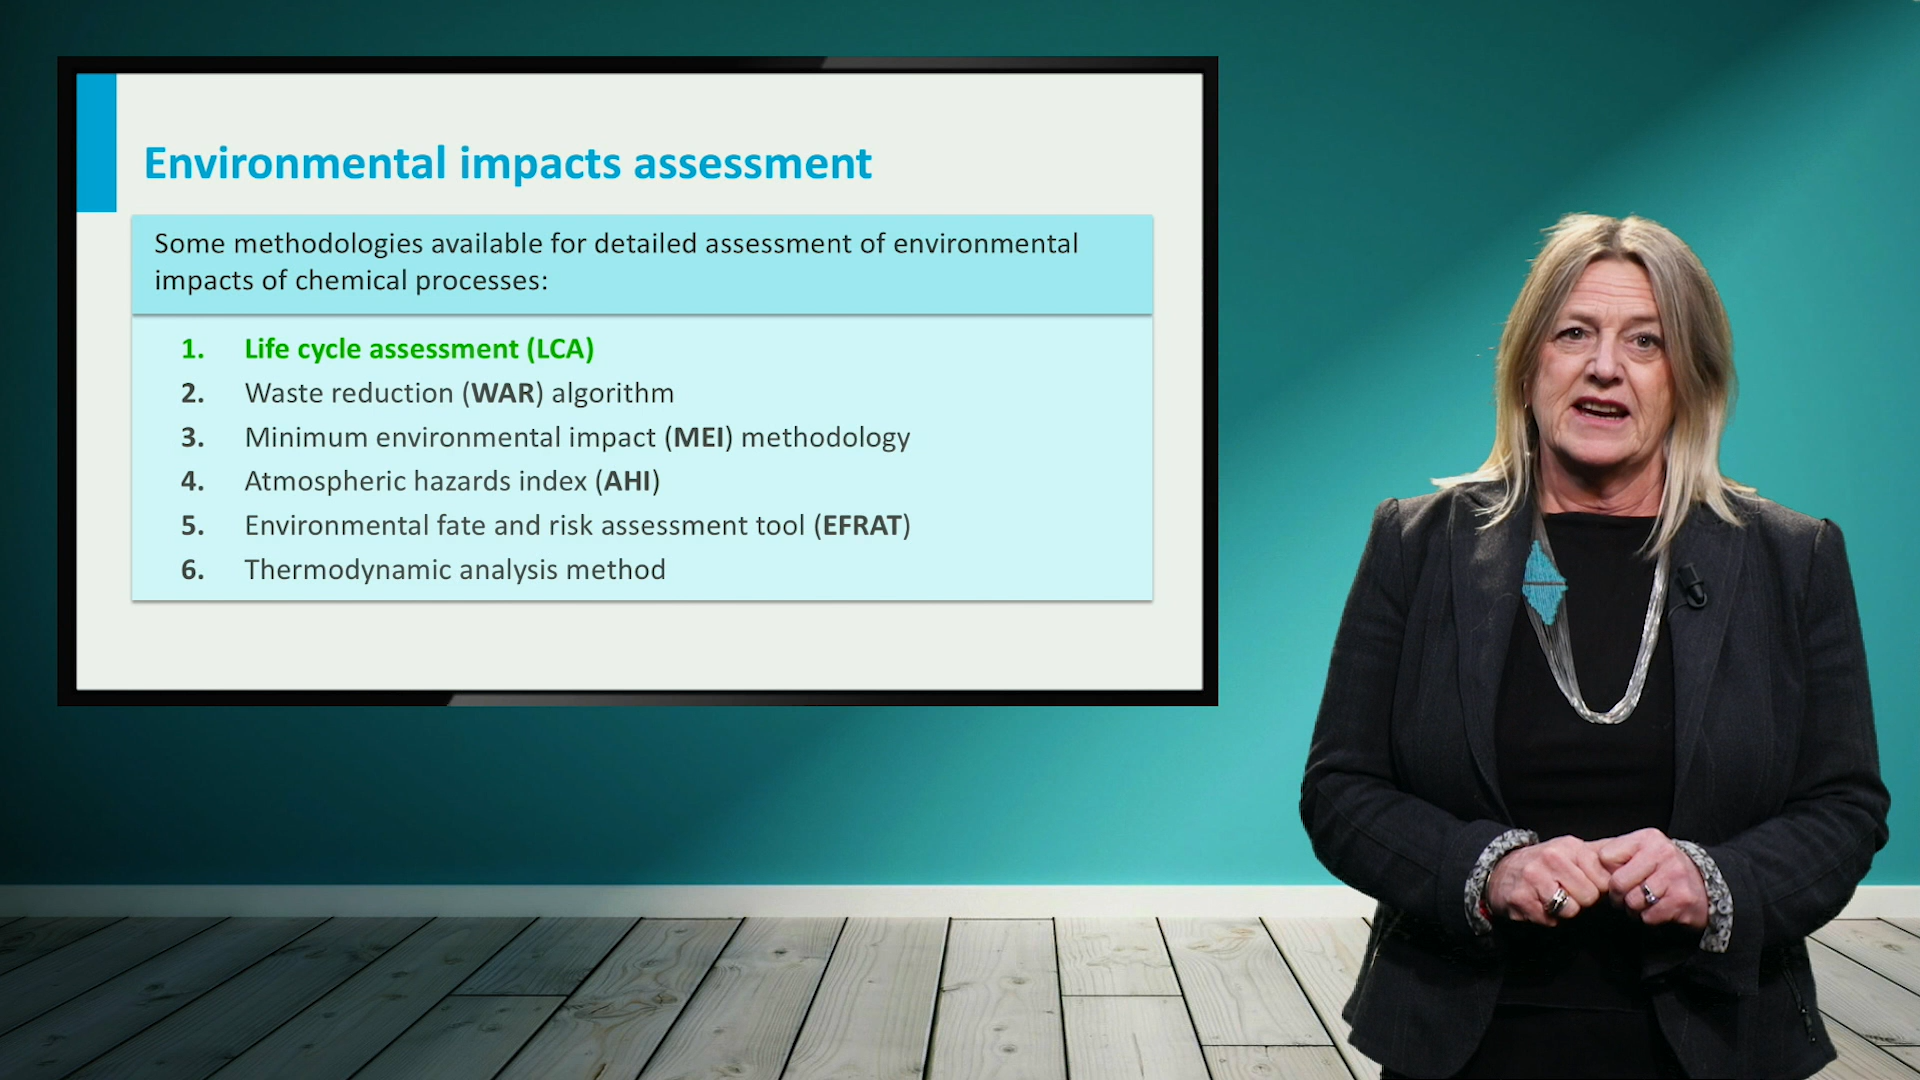 Environmental impacts assessment
Some methodologies available for detailed assessment of environmental
impacts of chemical processes:
1. Life cycle assessment (LCA)
2. Waste reduction (WAR) algorithm
3. Minimum environmental impact (MEI) methodology
4. Atmospheric hazards index (AHI)
5. Environmental fate and risk assessment tool (EFRAT)
6. Thermodynamic analysis method